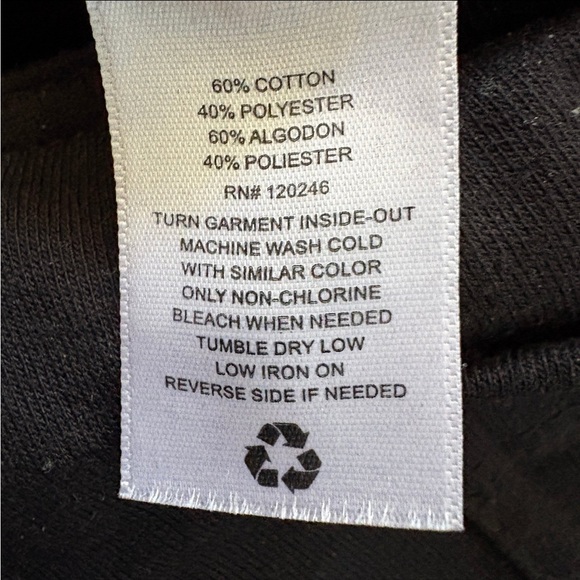 60% COTTON
40% POLYESTER
60% ALGODON
40% POLIESTER
RN# 120246
TURN GARMENT INSIDE-OUT
MACHINE WASH COLD
WITH SIMILAR COLOR
ONLY NON-CHLORINE
BLEACH WHEN NEEDED
TUMBLE DRY LOW
LOW IRON ON
REVERSE SIDE IF NEEDED